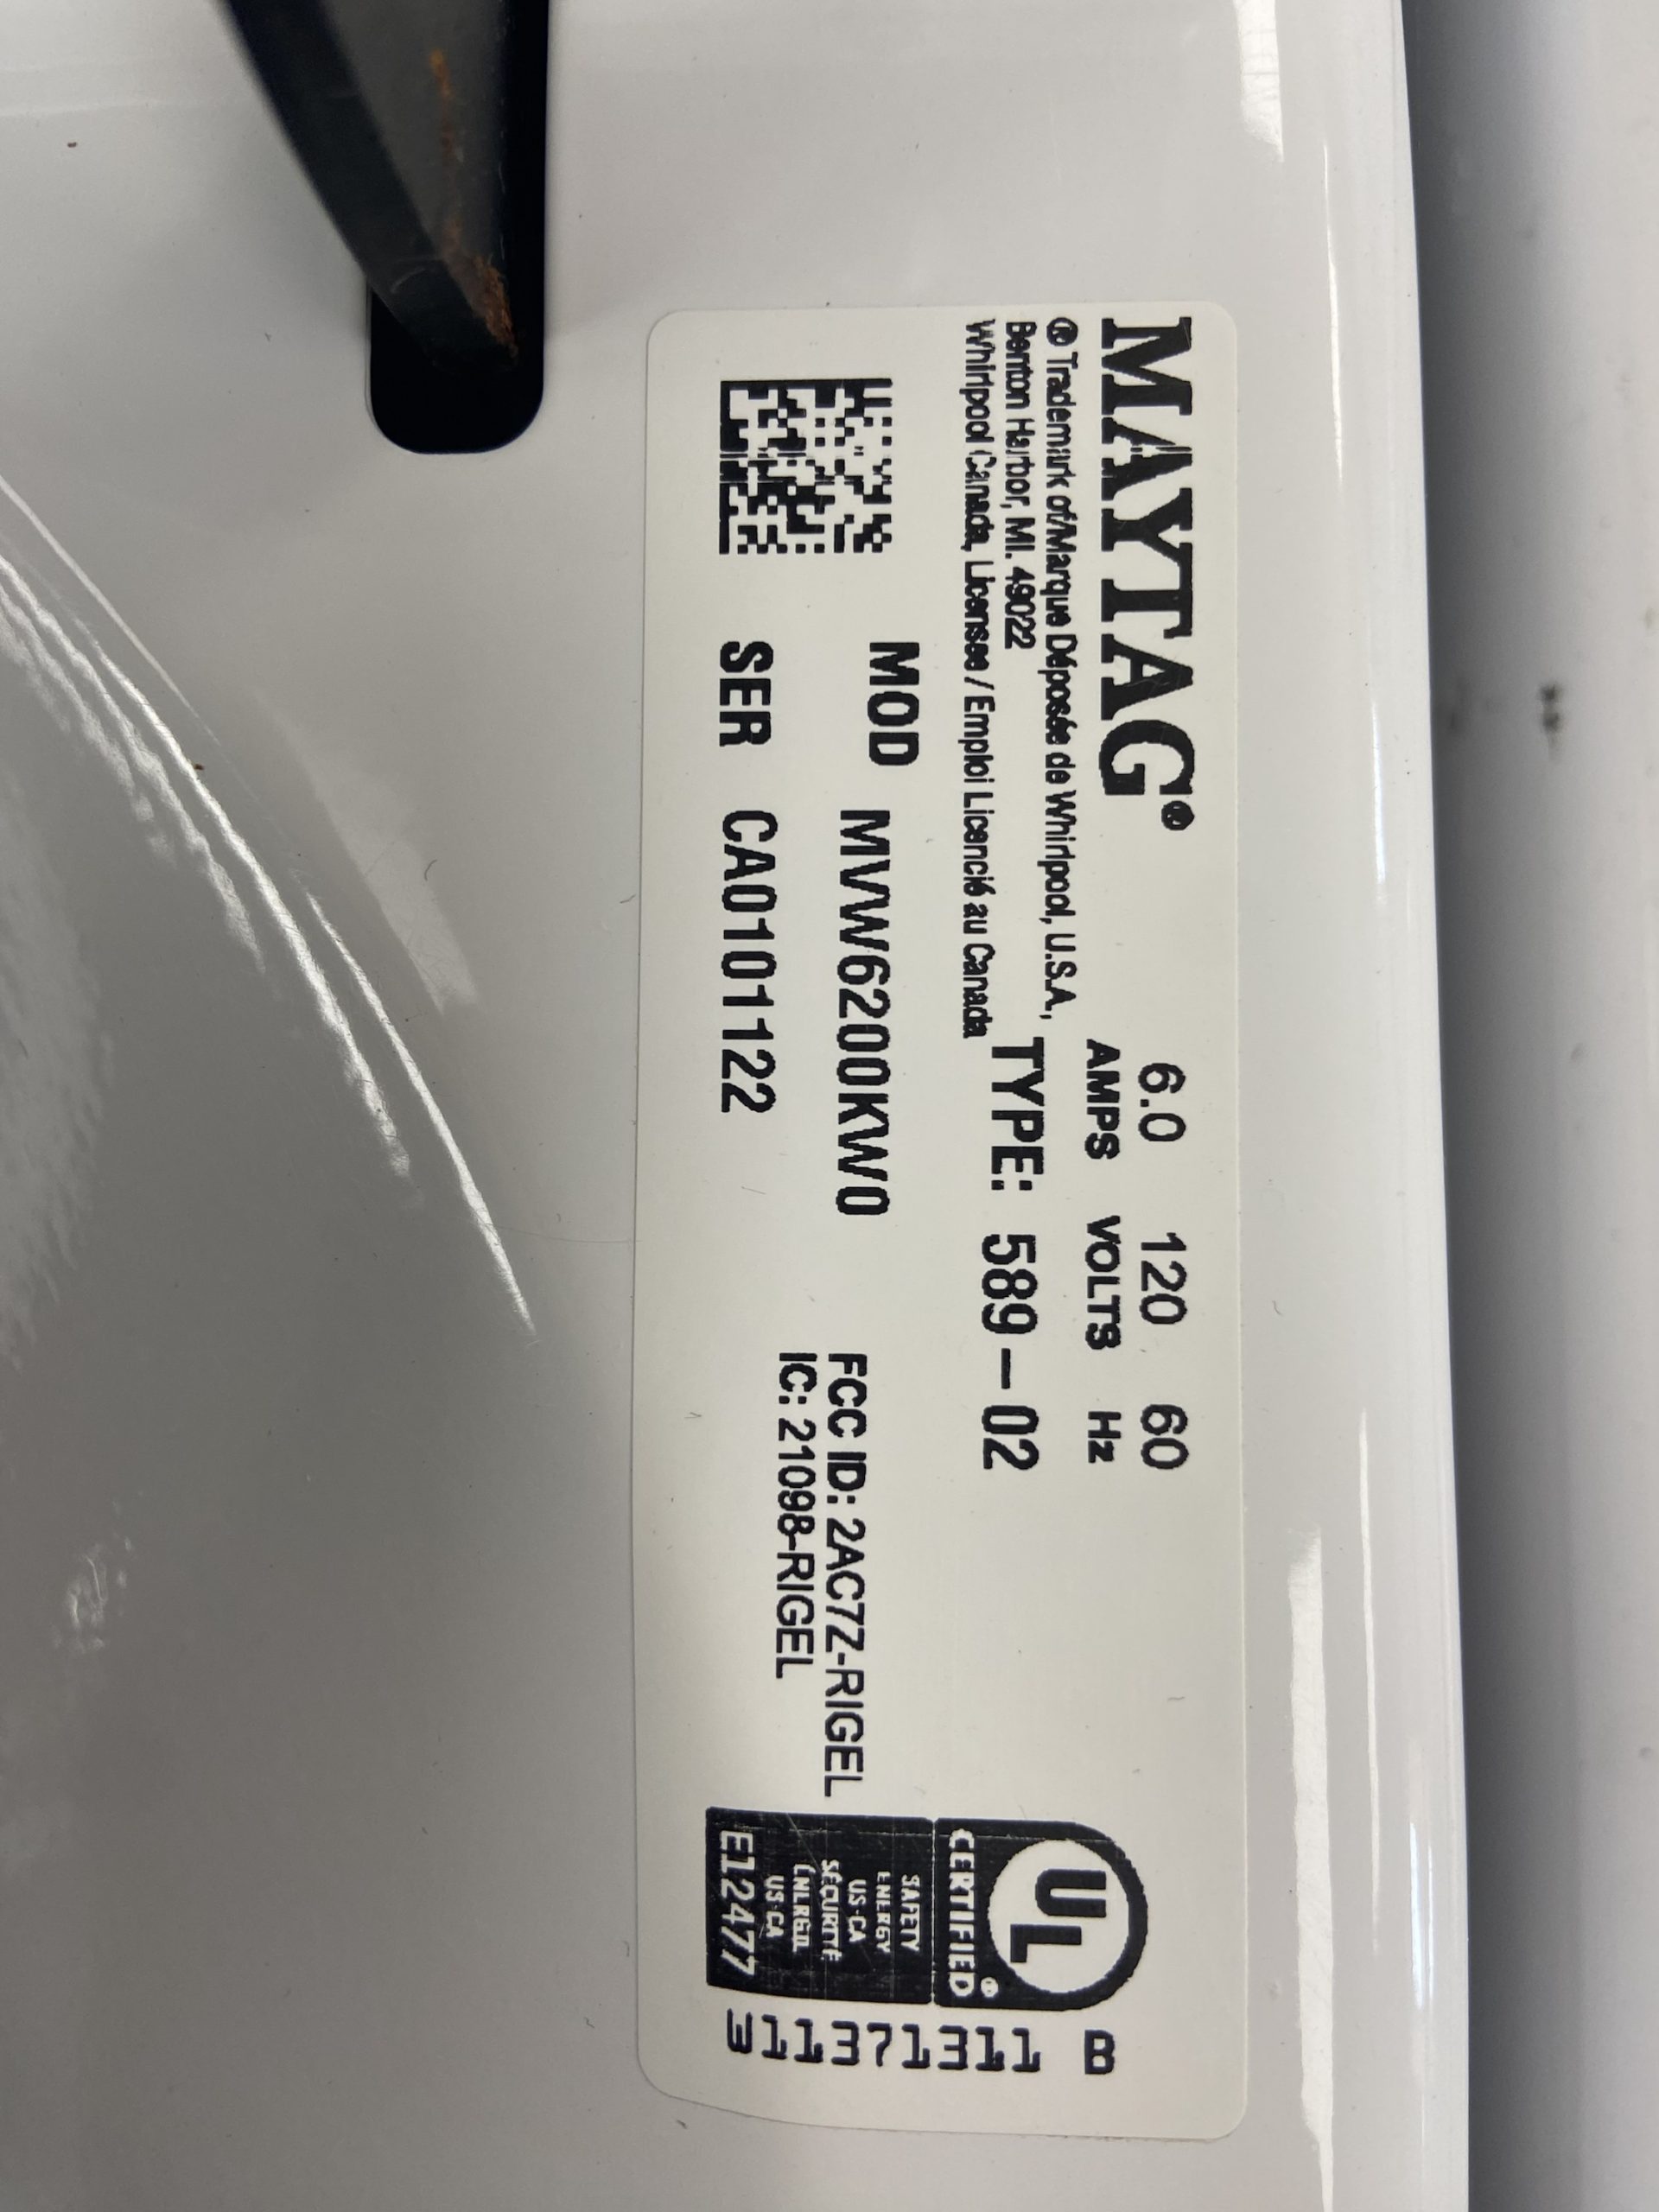 MAYTAG®
® Trademark of/Marque Déposée de Whirlpool, U.S.A.,
Benton Harbor, MI. 49022
Whirlpool Canada, Licensee / Emploi Licencié au Canada
6.0 120 60
AMPS VOLTS Hz
TYPE: 589-02
MOD MVW6200KW0
SER CA0101122
FCC ID: 2AC7Z-RIGEL
IC: 21098-RIGEL
UL
CERTIFIED®
SAFETY
ENERGY
US-CA
SÉCURITÉ
ÉNERGIE
US-CA
E12477
W11371311 B